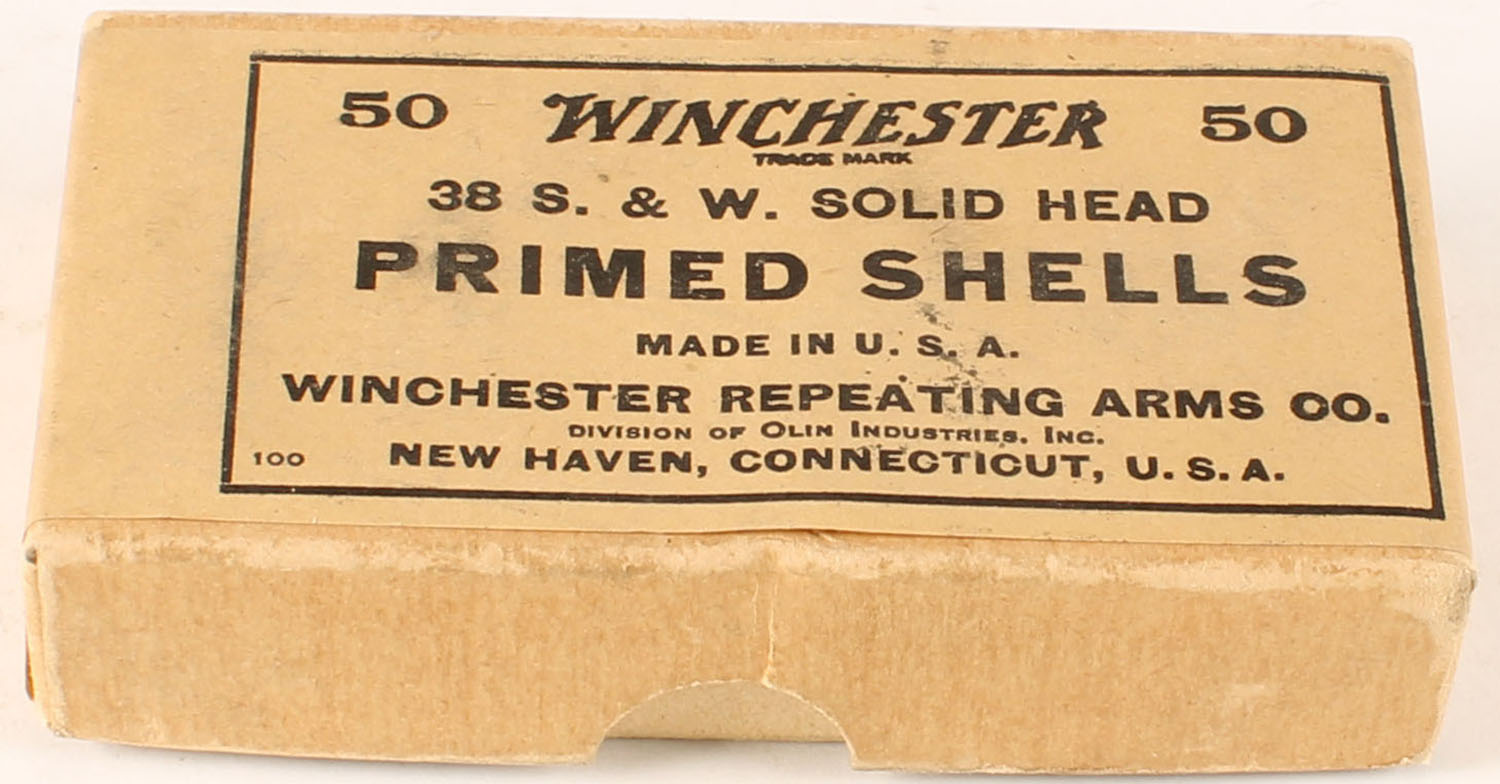 50 WINCHESTER 50
TRADE MARK
38 S. & W. SOLID HEAD
PRIMED SHELLS
MADE IN U. S. A.
WINCHESTER REPEATING ARMS CO.
DIVISION OF OLIN INDUSTRIES, INC.
100 NEW HAVEN, CONNECTICUT, U. S. A.